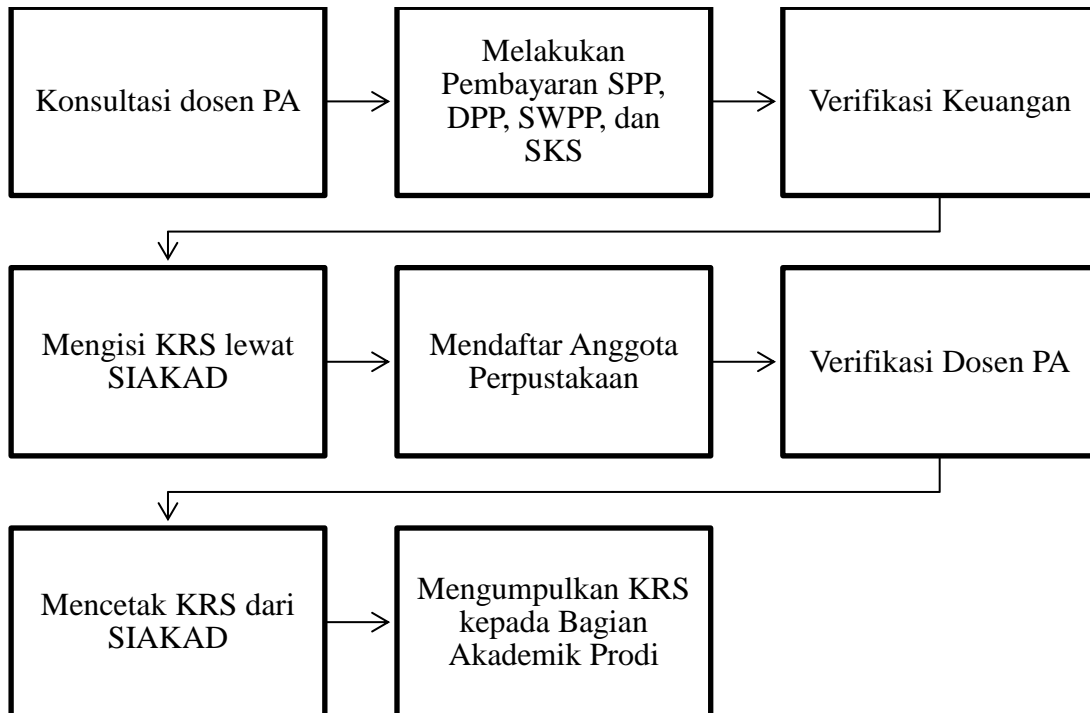 Konsultasi dosen PA
Melakukan
Pembayaran SPP,
DPP, SWPP, dan
SKS
Verifikasi Keuangan
Mengisi KRS lewat
SIAKAD
Mendaftar Anggota
Perpustakaan
Verifikasi Dosen PA
Mencetak KRS dari
SIAKAD
Mengumpulkan KRS
kepada Bagian
Akademik Prodi